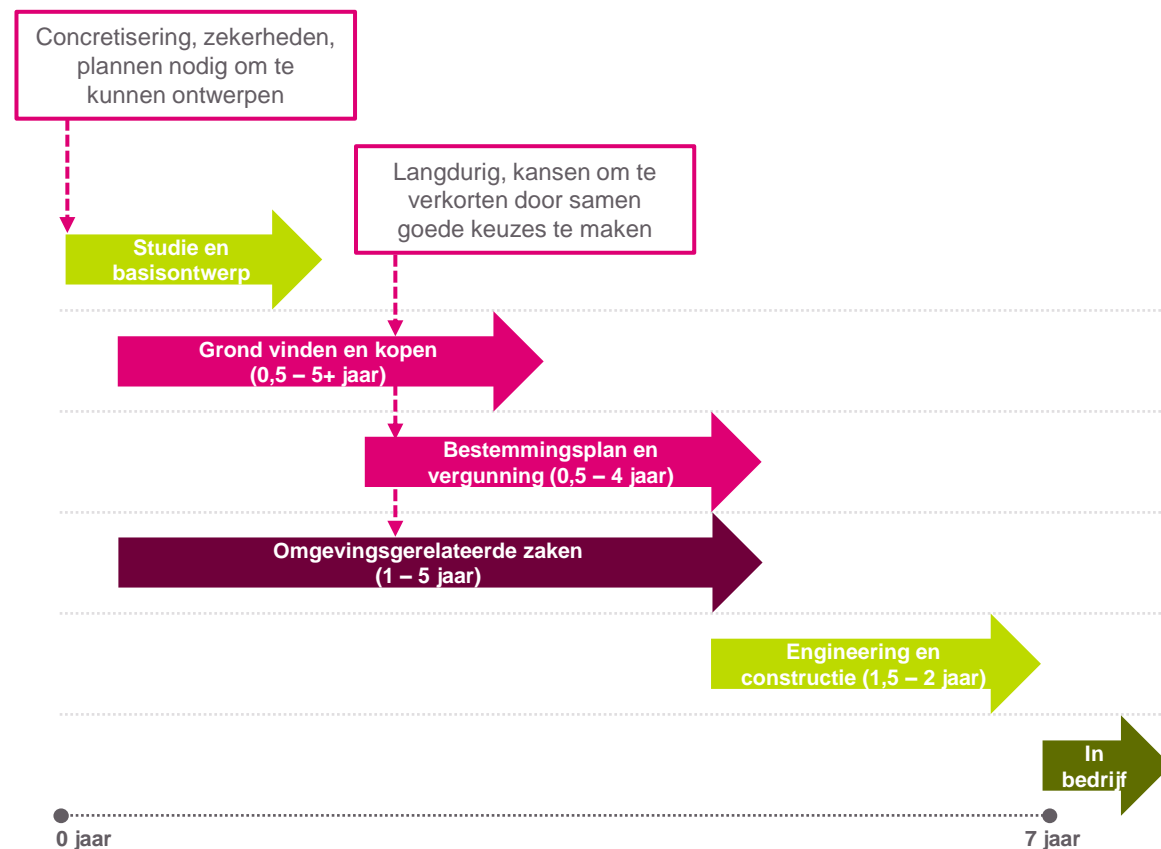 Concretisering, zekerheden,
plannen nodig om te
kunnen ontwerpen
Langdurig, kansen om te
verkorten door samen
goede keuzes te maken
Studie en
basisontwerp
Grond vinden en kopen
(0,5 – 5+ jaar)
Bestemmingsplan en
vergunning (0,5 – 4 jaar)
Omgevingsgerelateerde zaken
(1 – 5 jaar)
Engineering en
constructie (1,5 – 2 jaar)
In
bedrijf
0 jaar
7 jaar